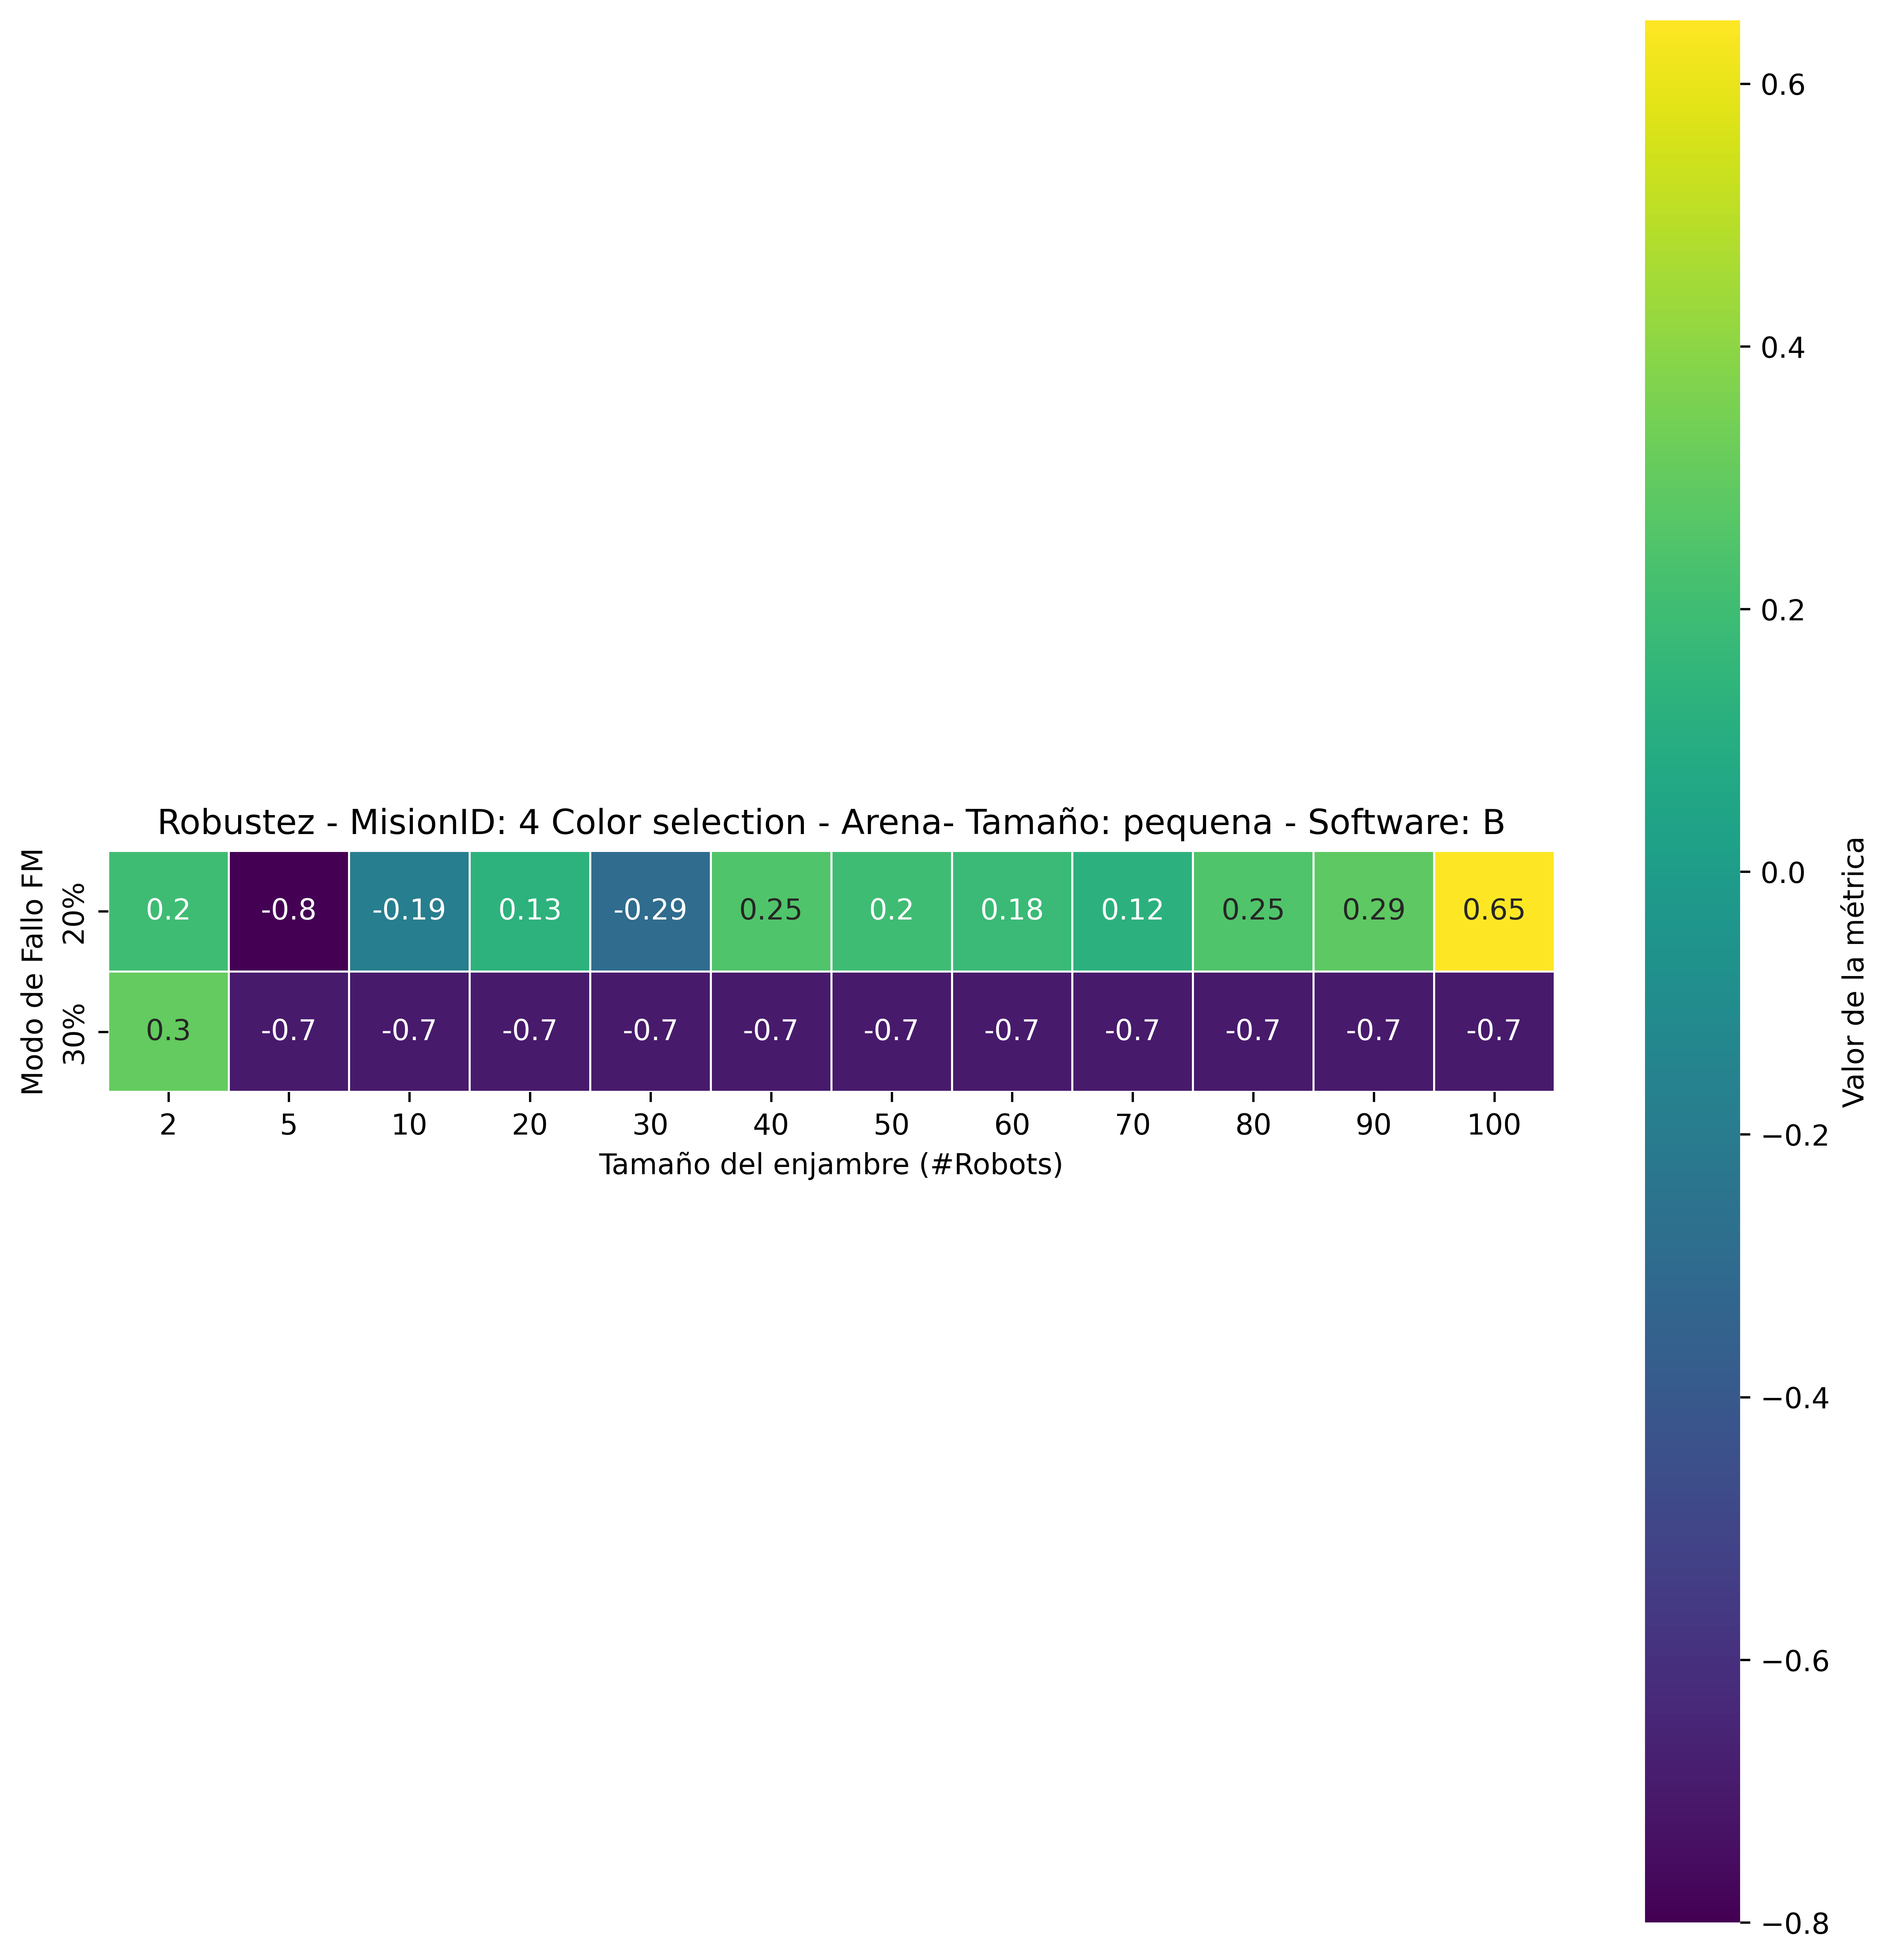 Robustez - MisionID: 4 Color selection - Arena- Tamaño: pequena - Software: B
Modo de Fallo FM
20%
0.2 -0.8 -0.19 0.13 -0.29 0.25 0.2 0.18 0.12 0.25 0.29 0.65
30%
0.3 -0.7 -0.7 -0.7 -0.7 -0.7 -0.7 -0.7 -0.7 -0.7 -0.7 -0.7
2 5 10 20 30 40 50 60 70 80 90 100
Tamaño del enjambre (#Robots)
0.6
0.4
0.2
0.0
−0.2
−0.4
−0.6
−0.8
Valor de la métrica